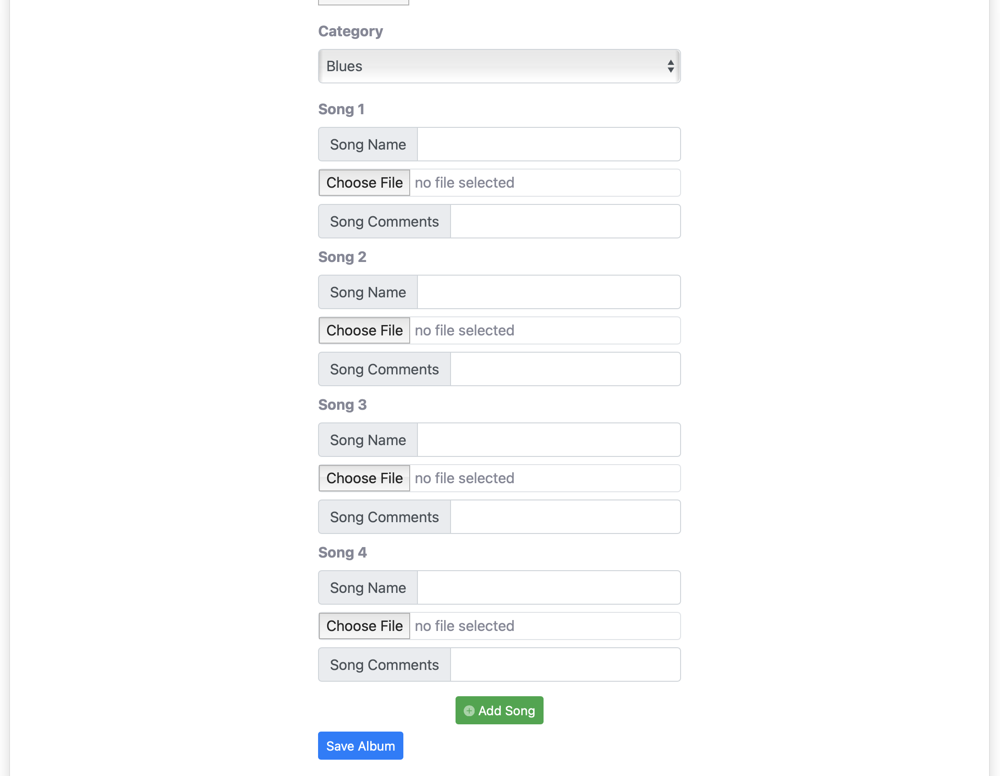 Category
Blues
Song 1
Song Name
Choose File no file selected
Song Comments
Song 2
Song Name
Choose File no file selected
Song Comments
Song 3
Song Name
Choose File no file selected
Song Comments
Song 4
Song Name
Choose File no file selected
Song Comments
Add Song
Save Album